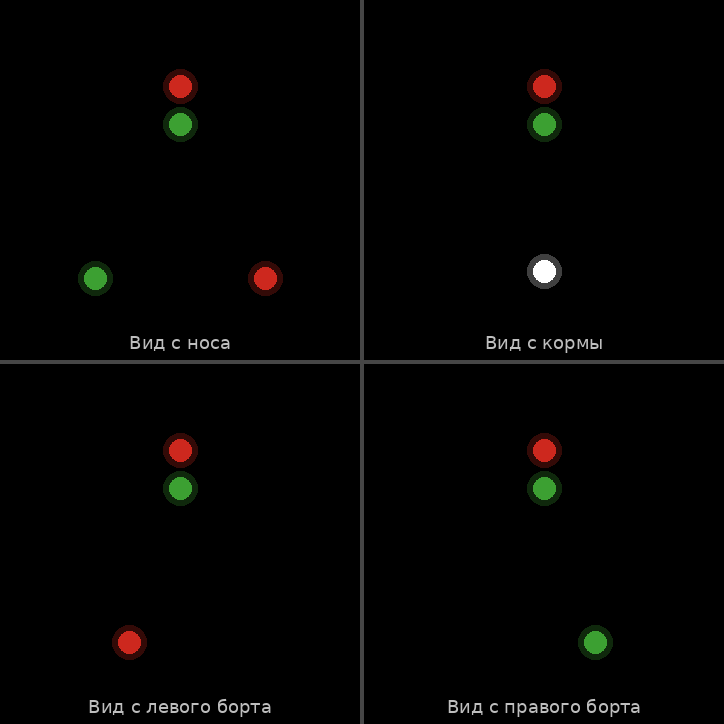 Вид с носа
Вид с кормы
Вид с левого борта
Вид с правого борта